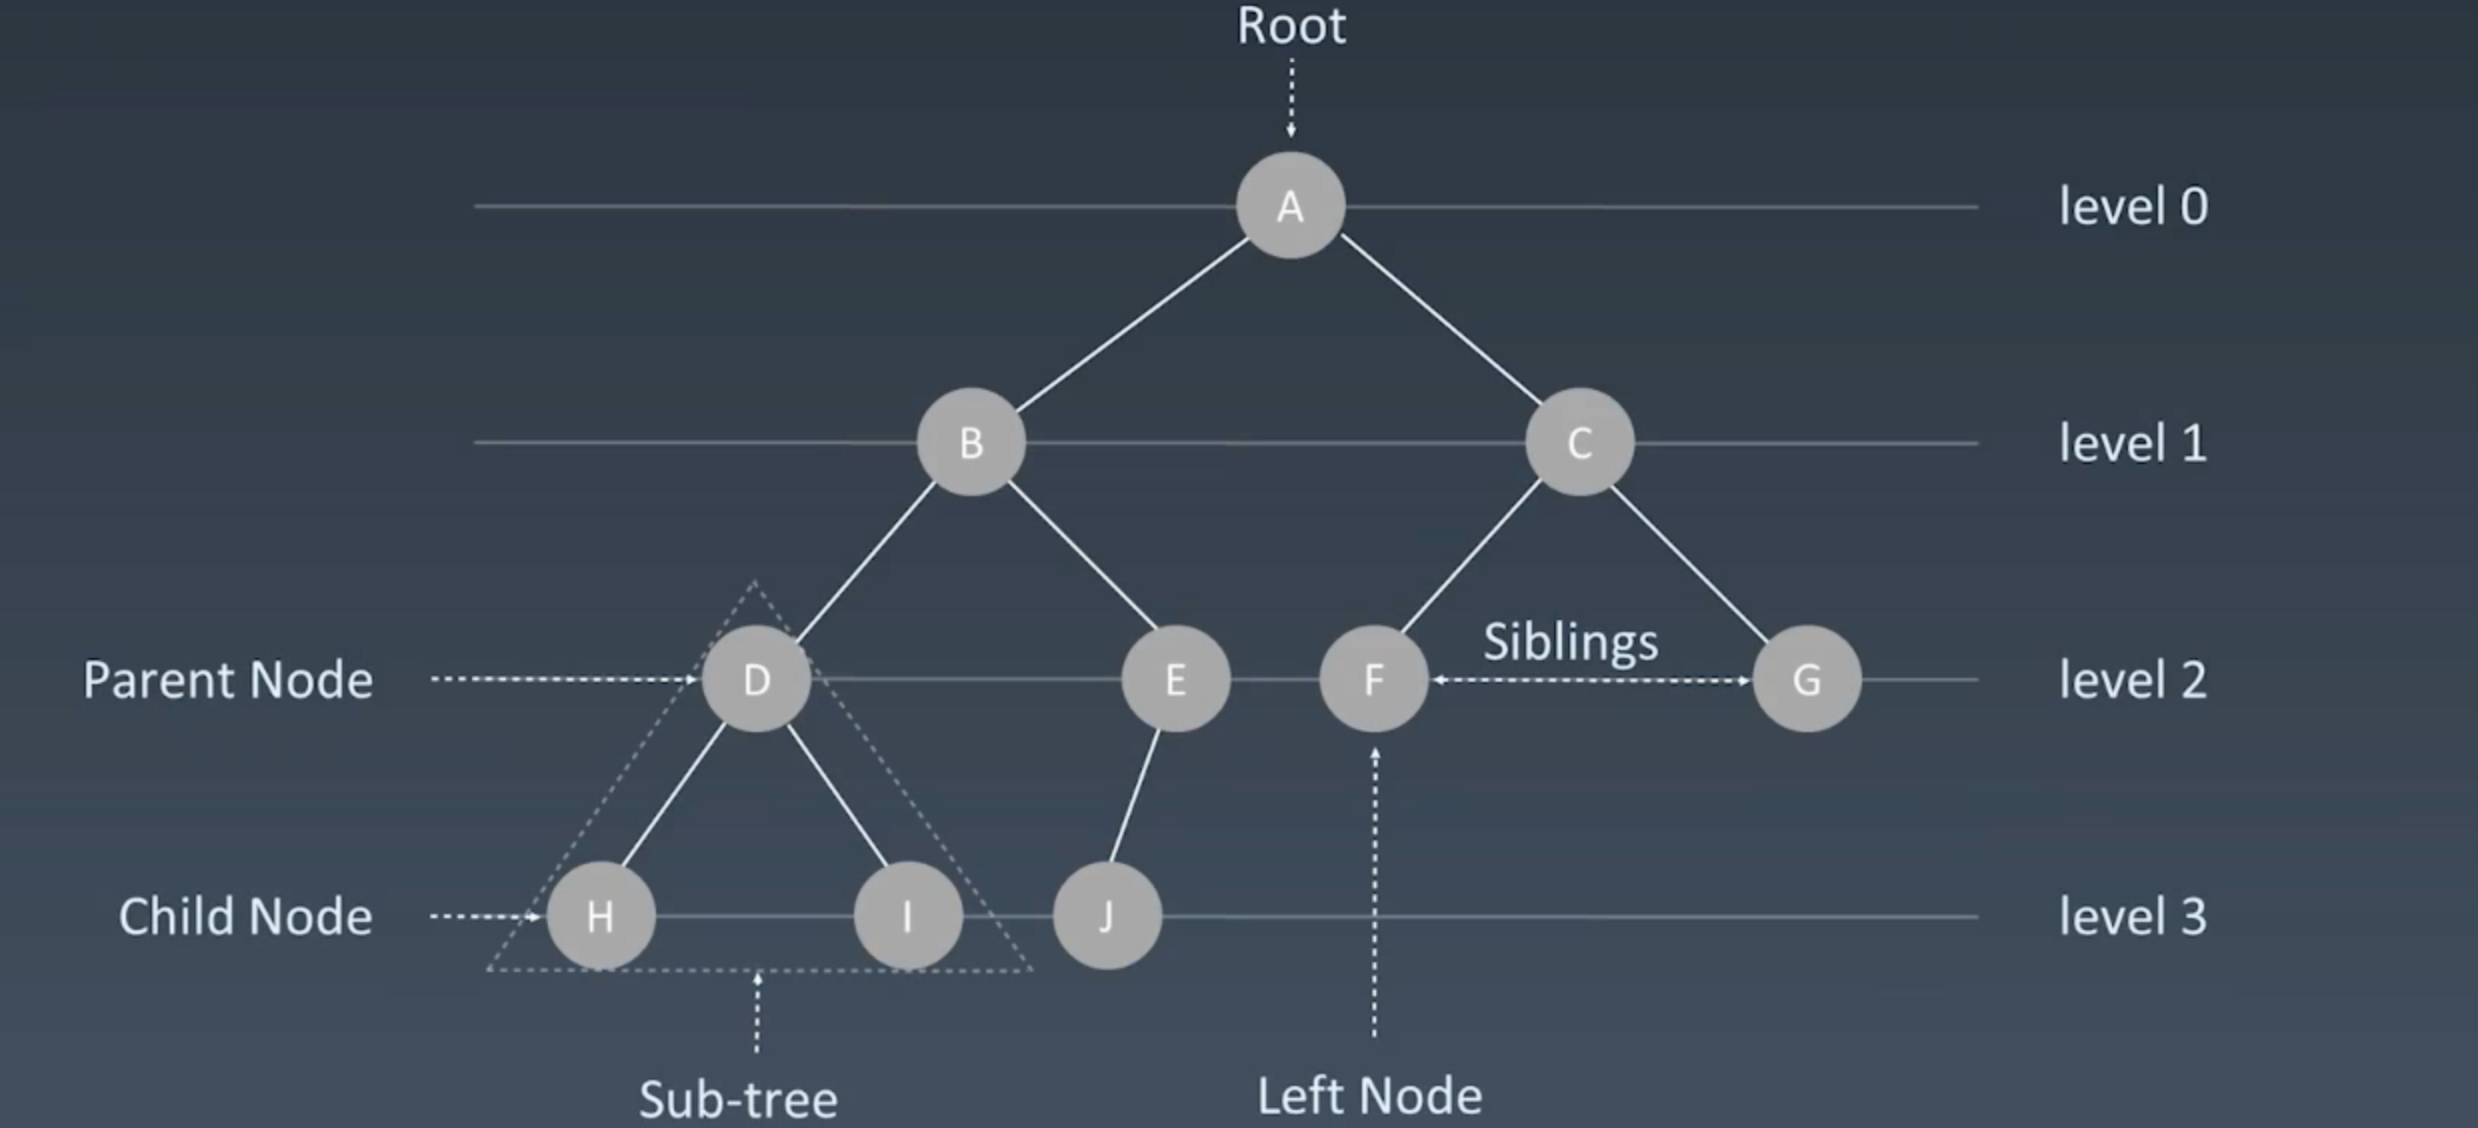 Root
A
level 0
B
C
level 1
Parent Node
D
E
F
Siblings
G
level 2
Child Node
H
I
J
level 3
Sub-tree
Left Node